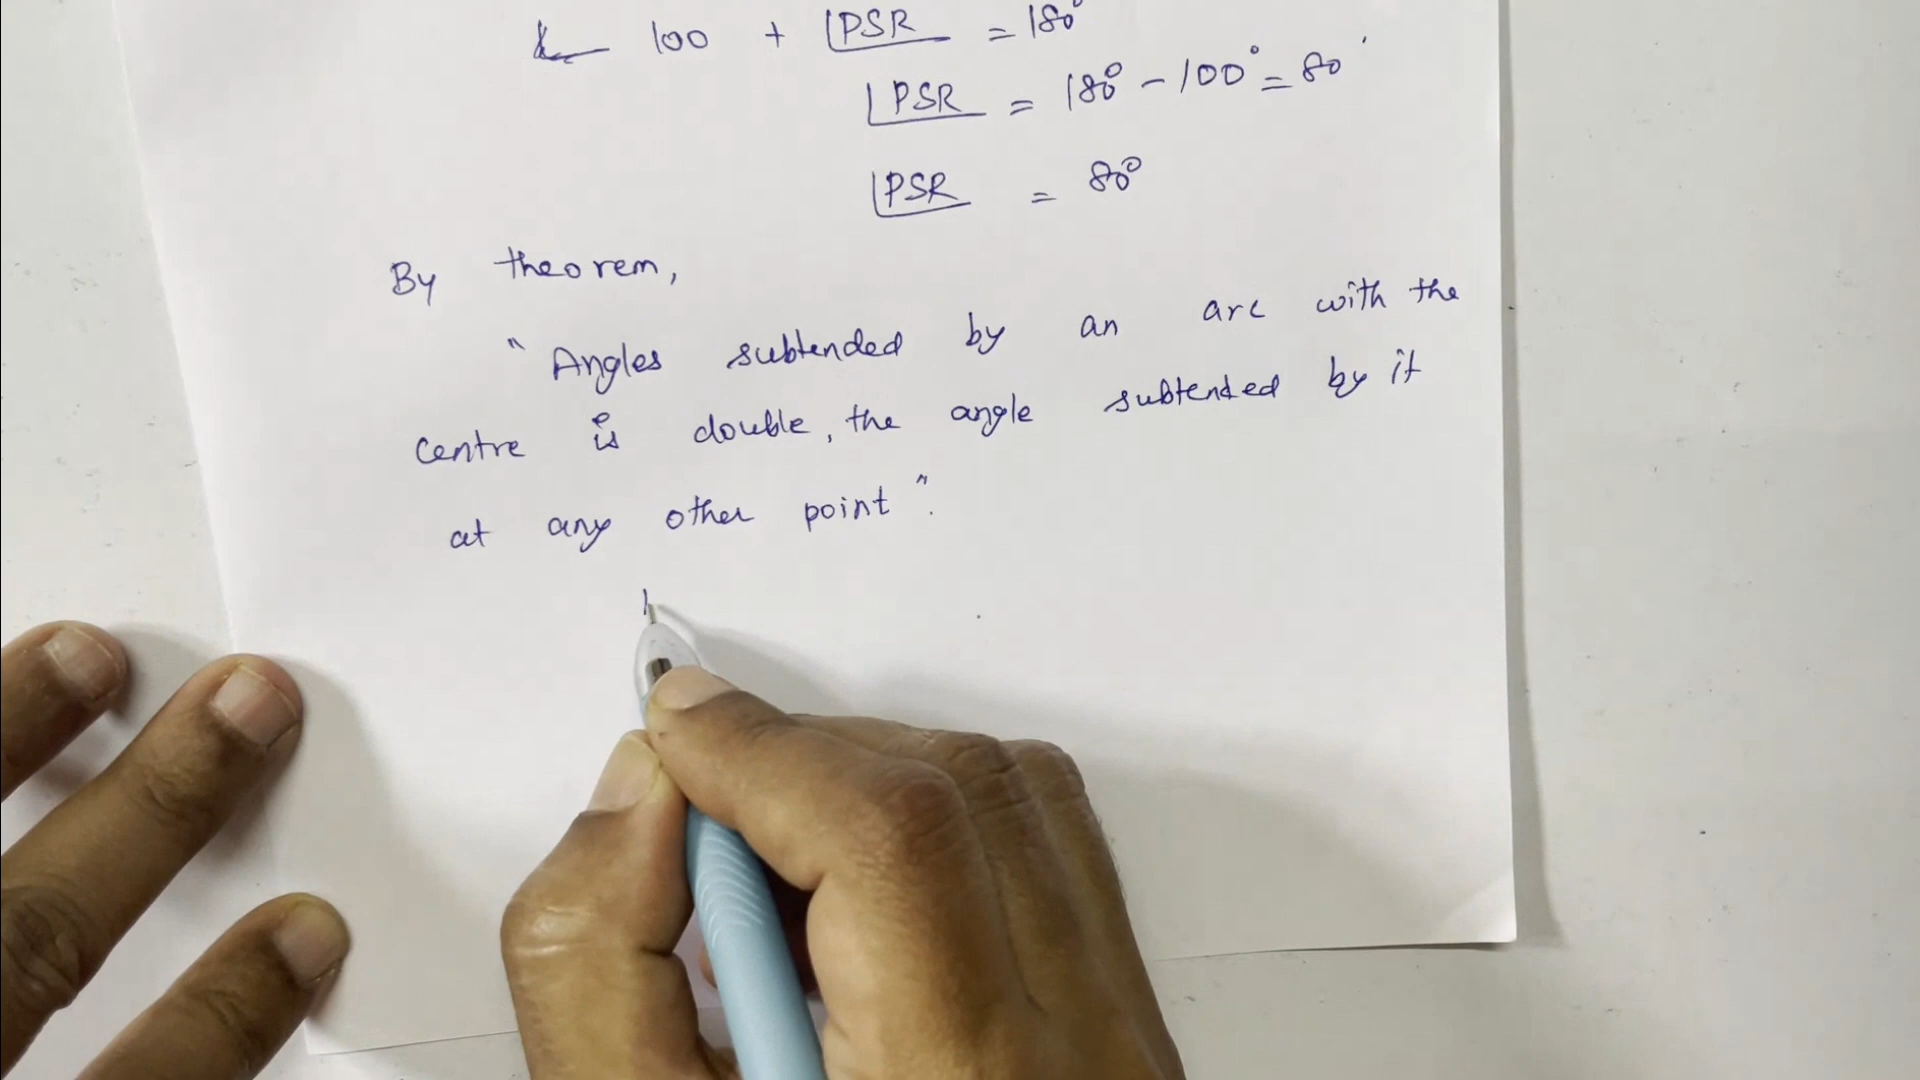 100 + ∠PSR = 180°
∠PSR = 180° - 100° = 80°
∠PSR = 80°
By theorem,
" Angles subtended by an arc with the
centre is double, the angle subtended by it
at any other point ".